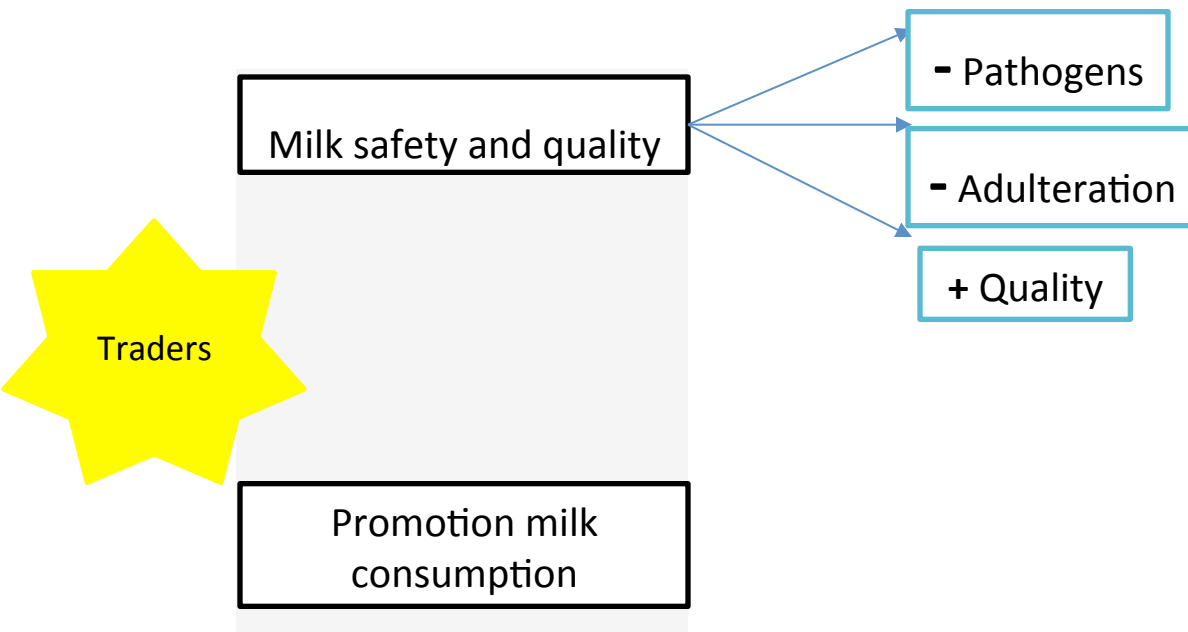 - Pathogens
Milk safety and quality
- Adulteration
+ Quality
Traders
Promotion milk
consumption